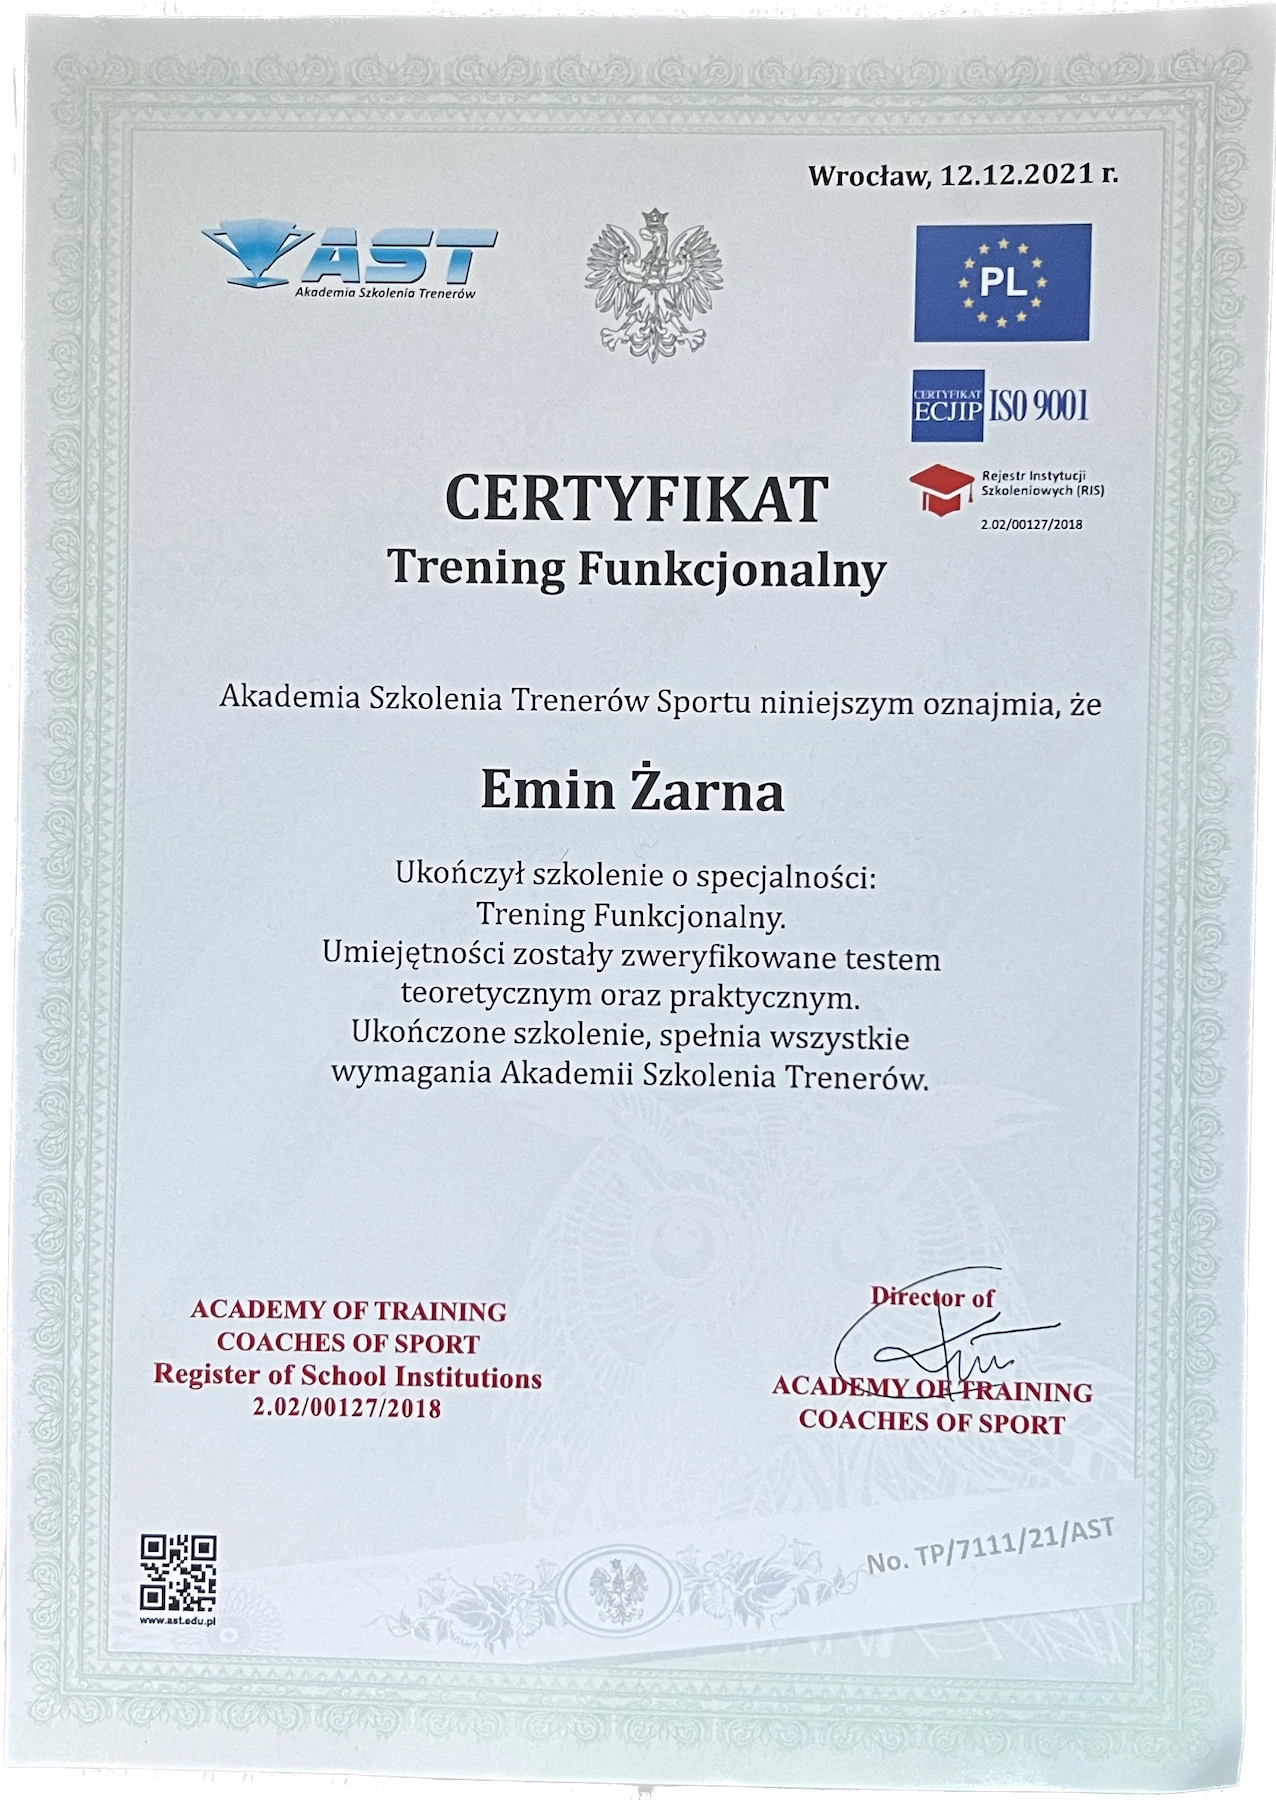 Wrocław, 12.12.2021 r.
AST
Akademia Szkolenia Trenerów
PL
CERTYFIKAT
ECJIP ISO 9001
Rejestr Instytucji
Szkoleniowych (RIS)
2.02/00127/2018
CERTYFIKAT
Trening Funkcjonalny
Akademia Szkolenia Trenerów Sportu niniejszym oznajmia, że
Emin Żarna
Ukończył szkolenie o specjalności:
Trening Funkcjonalny.
Umiejętności zostały zweryfikowane testem
teoretycznym oraz praktycznym.
Ukończone szkolenie, spełnia wszystkie
wymagania Akademii Szkolenia Trenerów.
ACADEMY OF TRAINING
COACHES OF SPORT
Register of School Institutions
2.02/00127/2018
Director of
ACADEMY OF TRAINING
COACHES OF SPORT
No. TP/7111/21/AST
www.ast.edu.pl